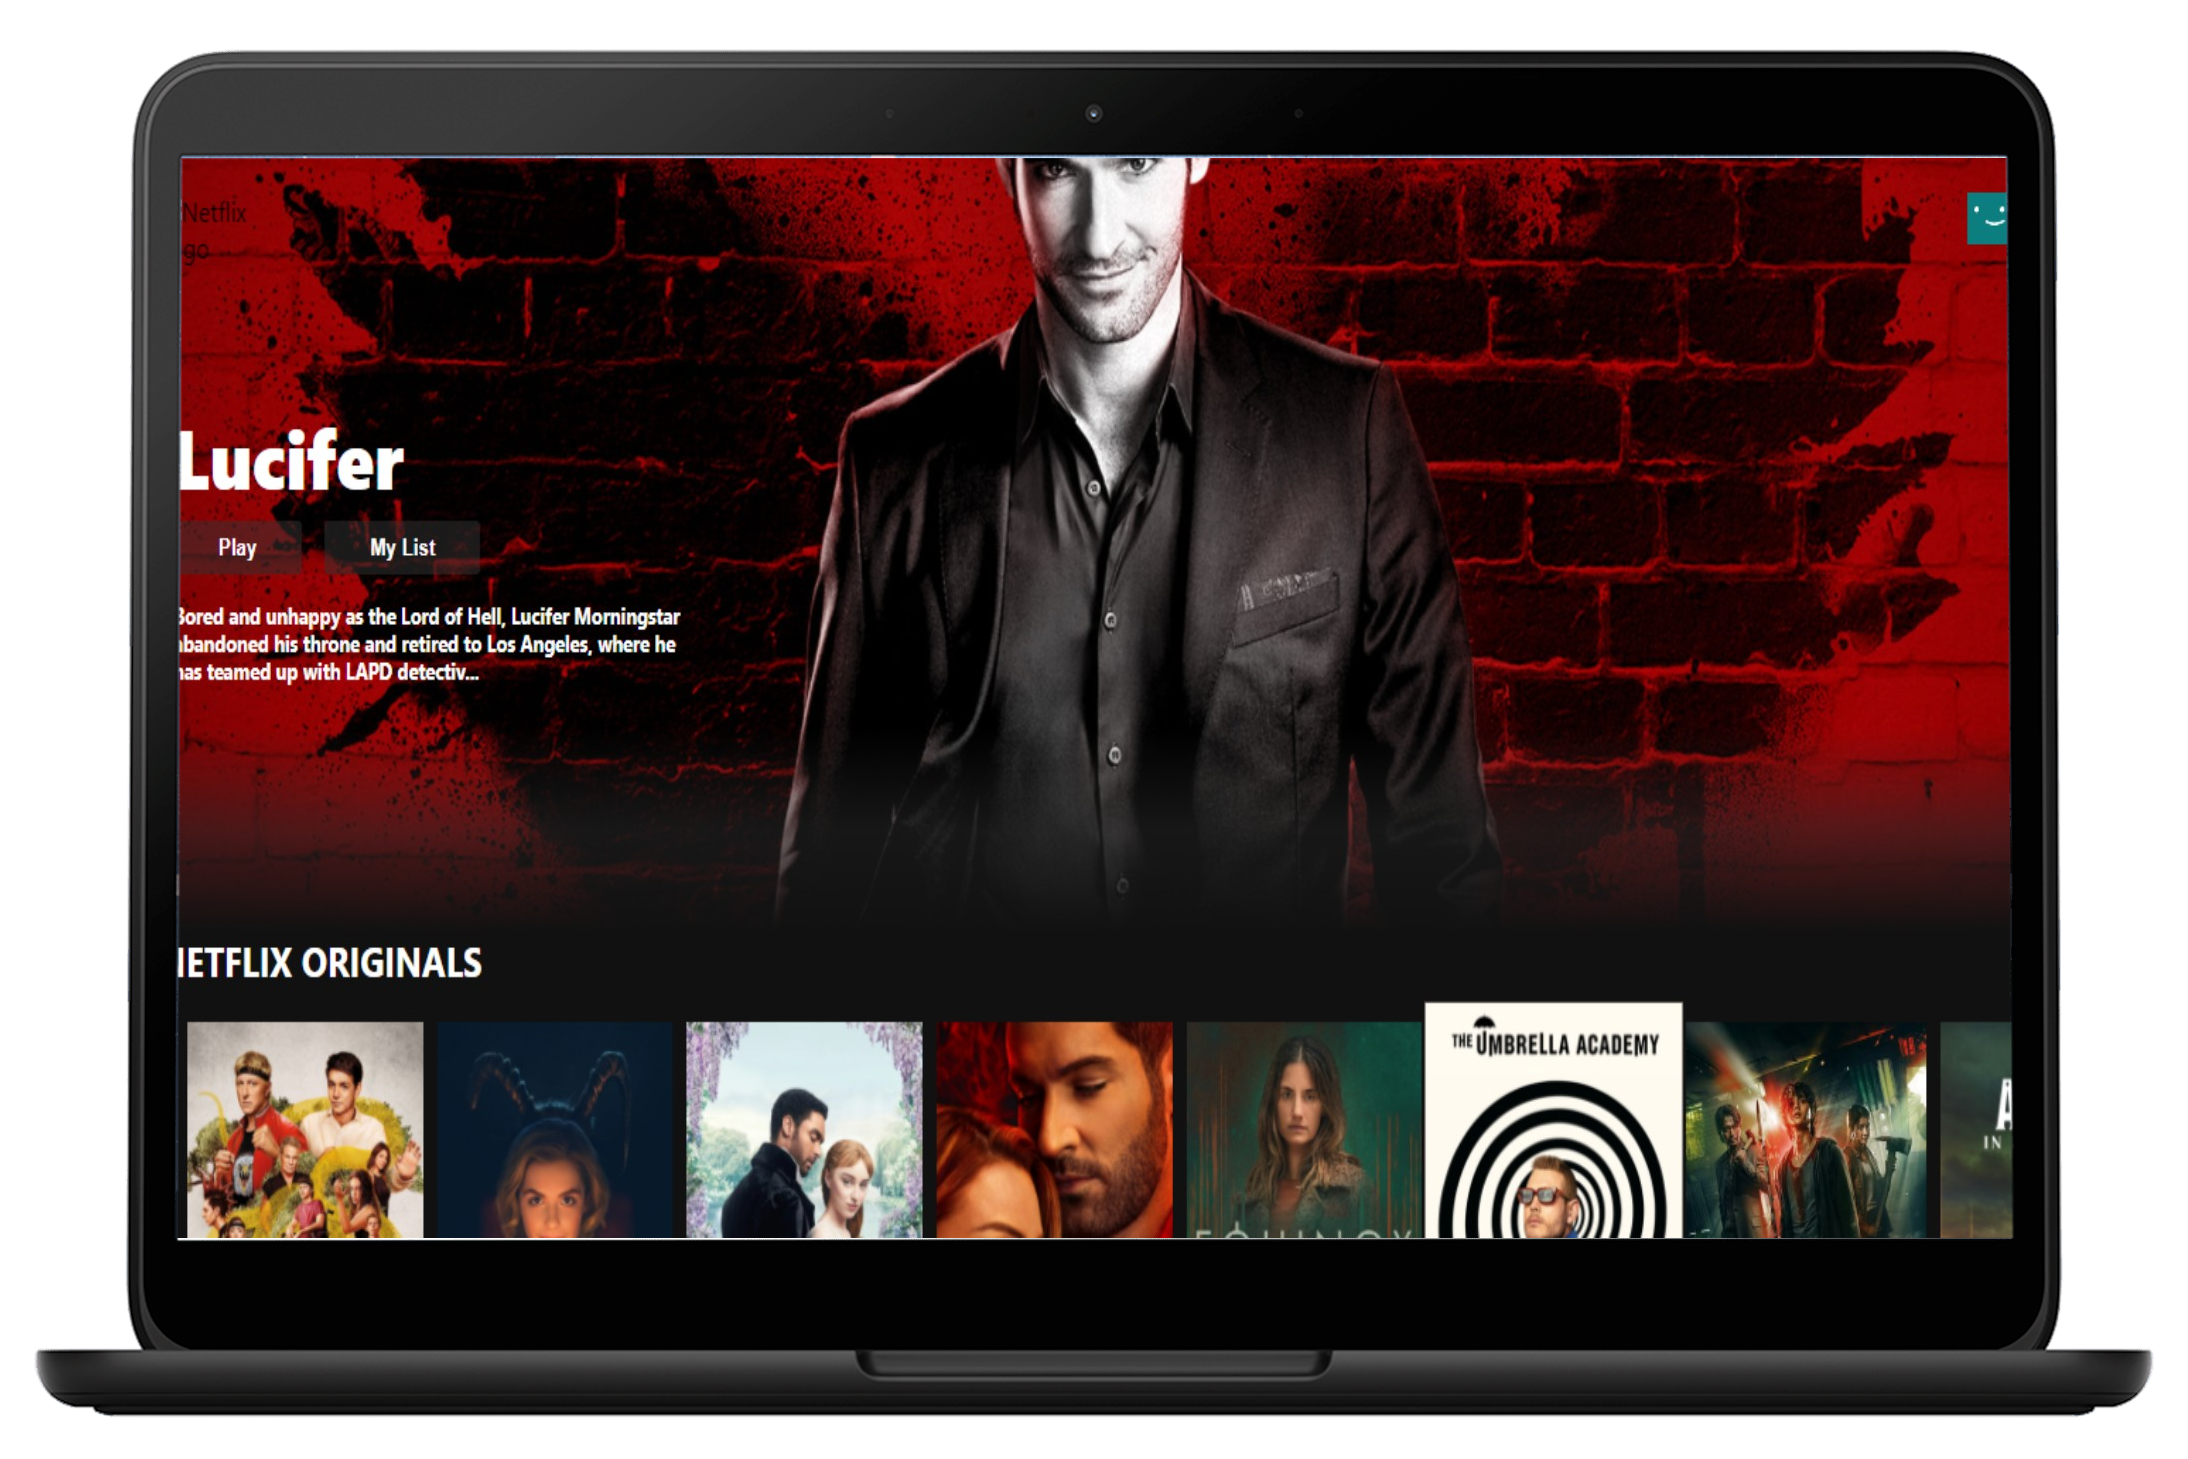 Netflix
go
Lucifer
Play
My List
Bored and unhappy as the Lord of Hell, Lucifer Morningstar
abandoned his throne and retired to Los Angeles, where he
has teamed up with LAPD detectiv...
NETFLIX ORIGINALS
THE UMBRELLA ACADEMY
EQUINOX
A
IN